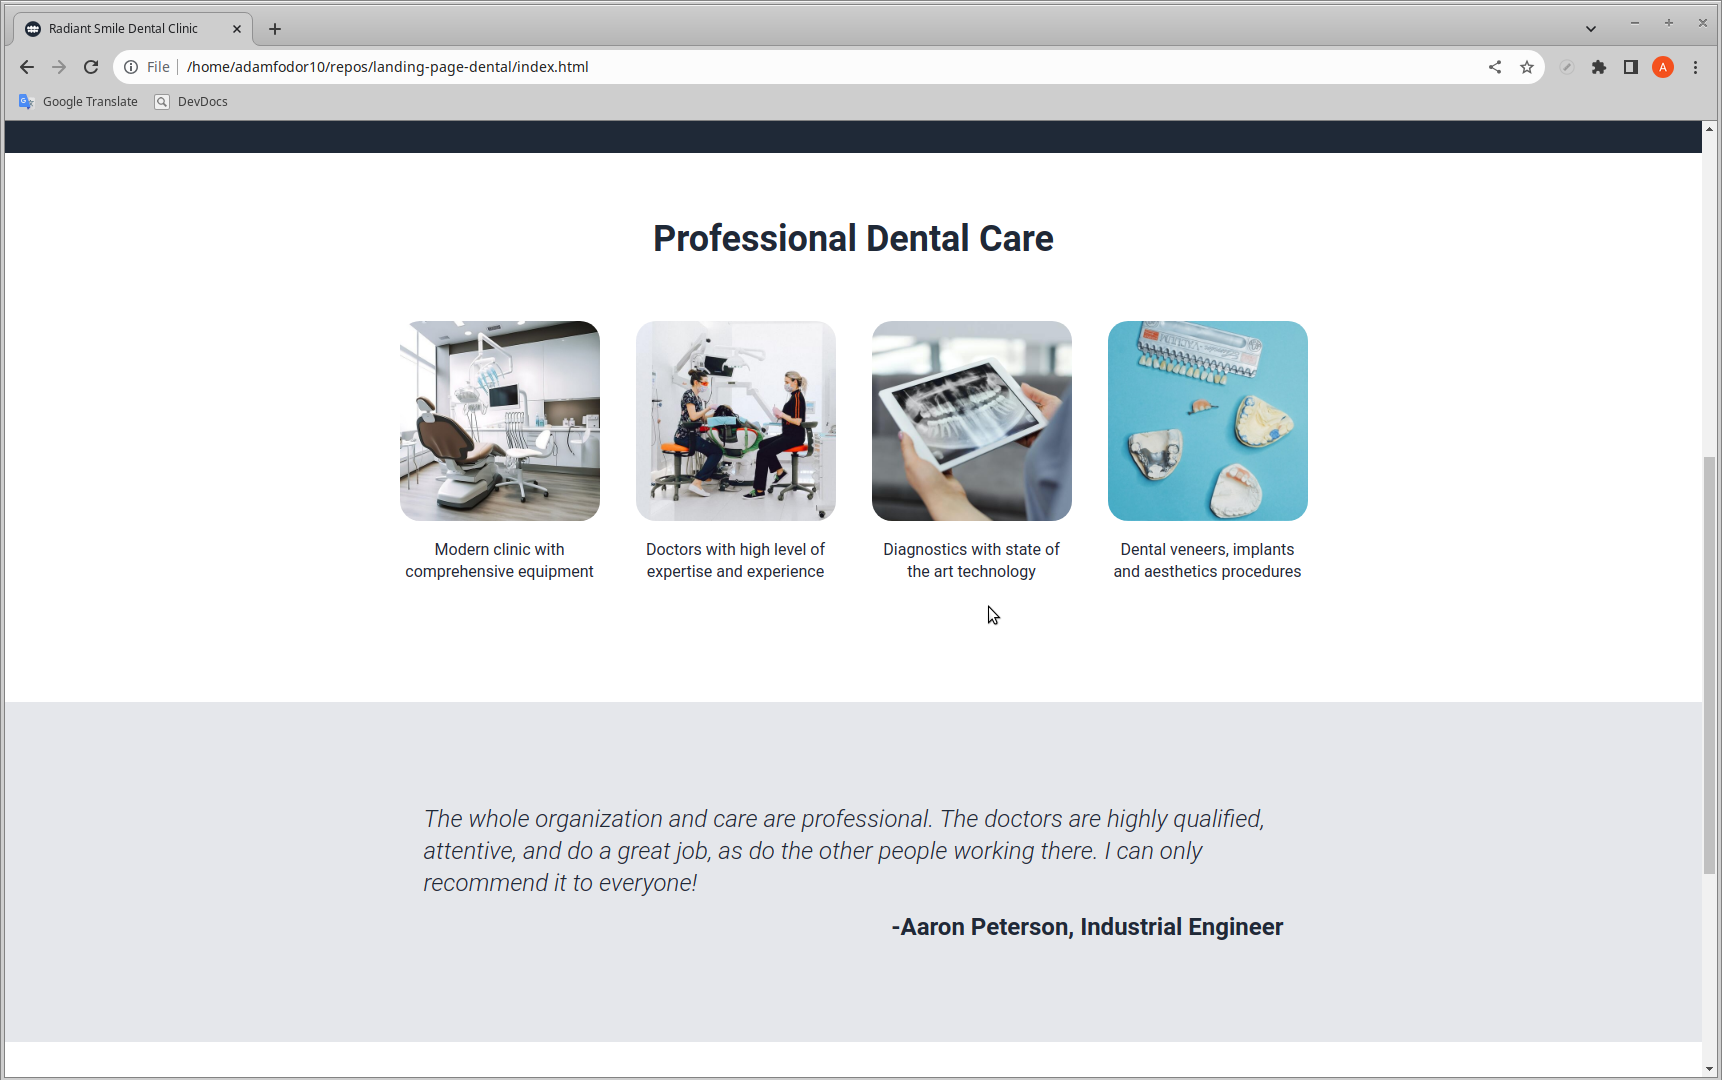 Radiant Smile Dental Clinic
File
/home/adamfodor10/repos/landing-page-dental/index.html
A
Google Translate
DevDocs
Professional Dental Care
Modern clinic with
comprehensive equipment
Doctors with high level of
expertise and experience
Diagnostics with state of
the art technology
Dental veneers, implants
and aesthetics procedures
The whole organization and care are professional. The doctors are highly qualified,
attentive, and do a great job, as do the other people working there. I can only
recommend it to everyone!
-Aaron Peterson, Industrial Engineer